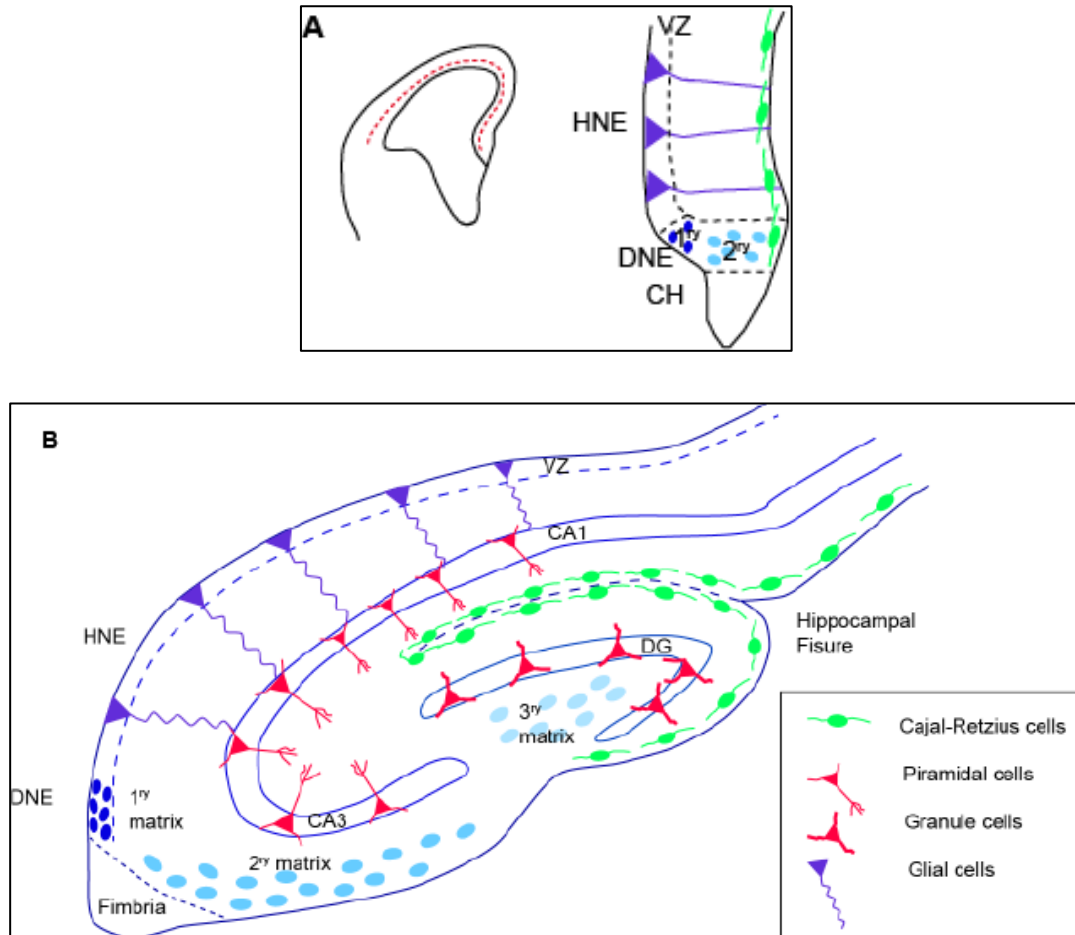 A
VZ
HNE
1ry
2ry
DNE
CH
B
VZ
CA1
HNE
Hippocampal
Fisure
DG
3ry
matrix
DNE
1ry
matrix
CA3
2ry matrix
Fimbria
Cajal-Retzius cells
Piramidal cells
Granule cells
Glial cells